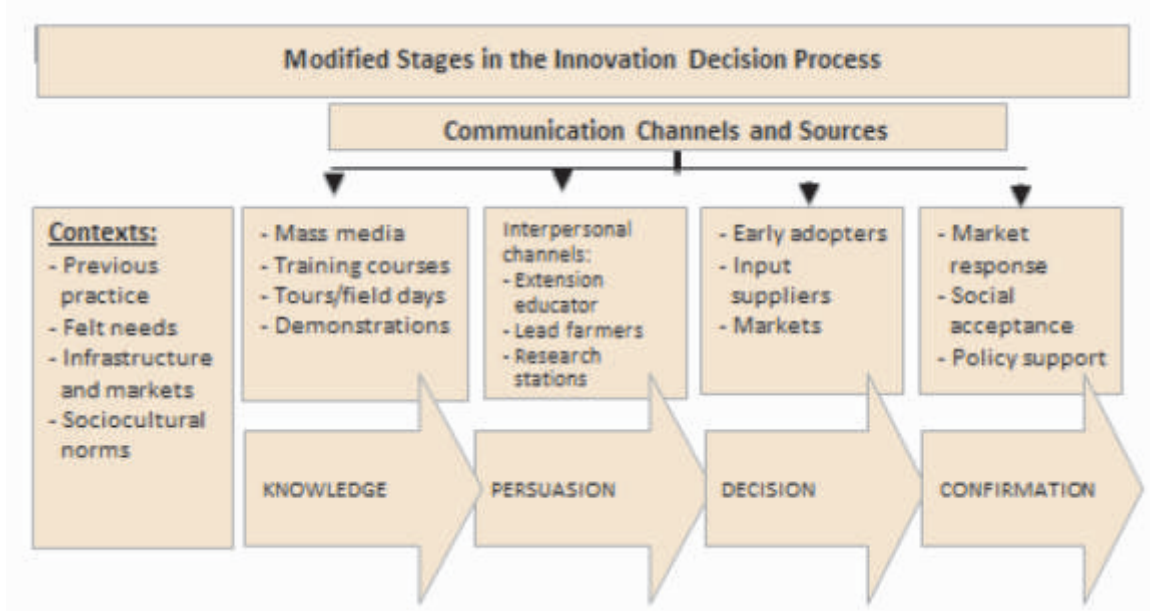 Modified Stages in the Innovation Decision Process
Communication Channels and Sources
Contexts:
- Previous
practice
- Felt needs
- Infrastructure
and markets
- Sociocultural
norms
- Mass media
- Training courses
- Tours/field days
- Demonstrations
Interpersonal
channels:
- Extension
educator
- Lead farmers
- Research
stations
- Early adopters
- Input
suppliers
- Markets
- Market
response
- Social
acceptance
- Policy support
KNOWLEDGE
PERSUASION
DECISION
CONFIRMATION